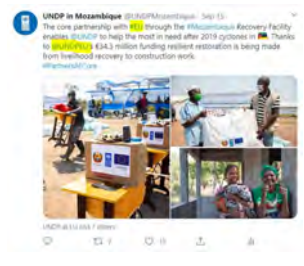 UNDP in Mozambique @UNDPMozambique · Sep 15
The core partnership with #EU through the #Mozambique Recovery Facility
enables @UNDP to help the most in need after 2019 cyclones in 🇲🇿. Thanks
to €34.3 million funding resilient restoration is being made
from livelihood recovery to construction work.
#PartnersAtCore
UNDP at EU and